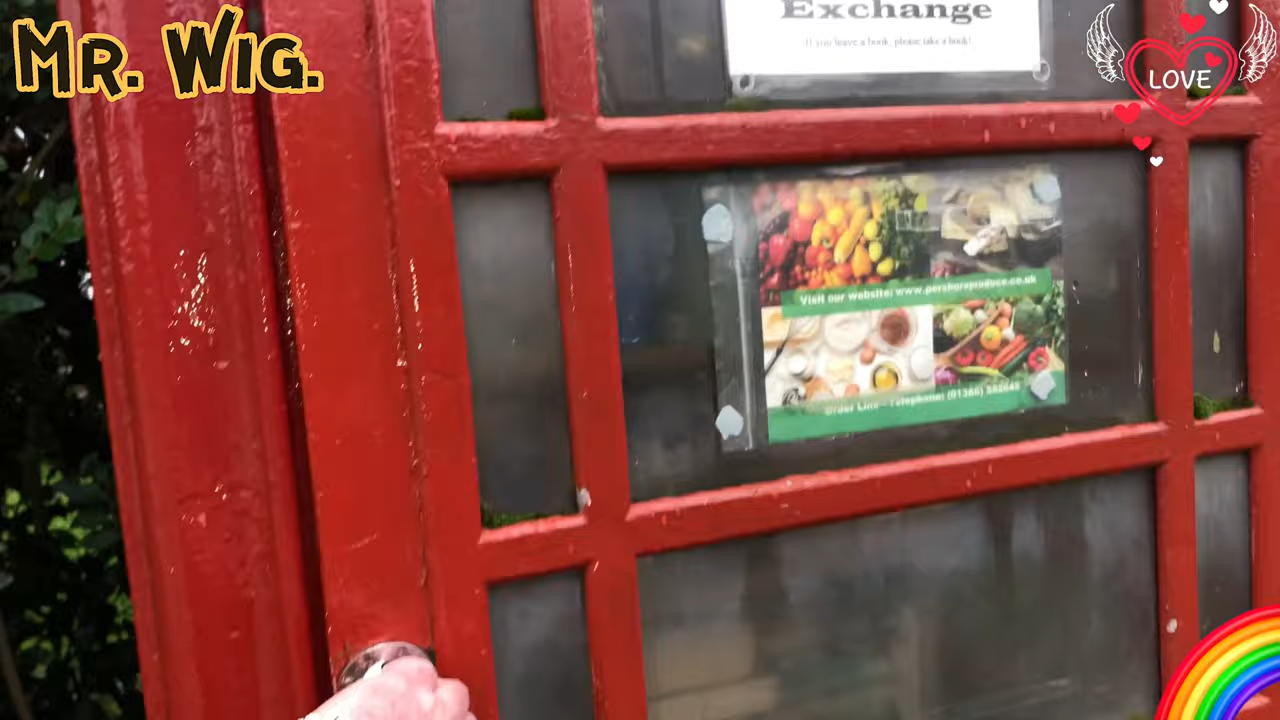 MR. WIG.
LOVE
Exchange
If you leave a book, please take a book!
Visit our website: www.pershoreproduce.co.uk
Order Line - Telephone: (01386)